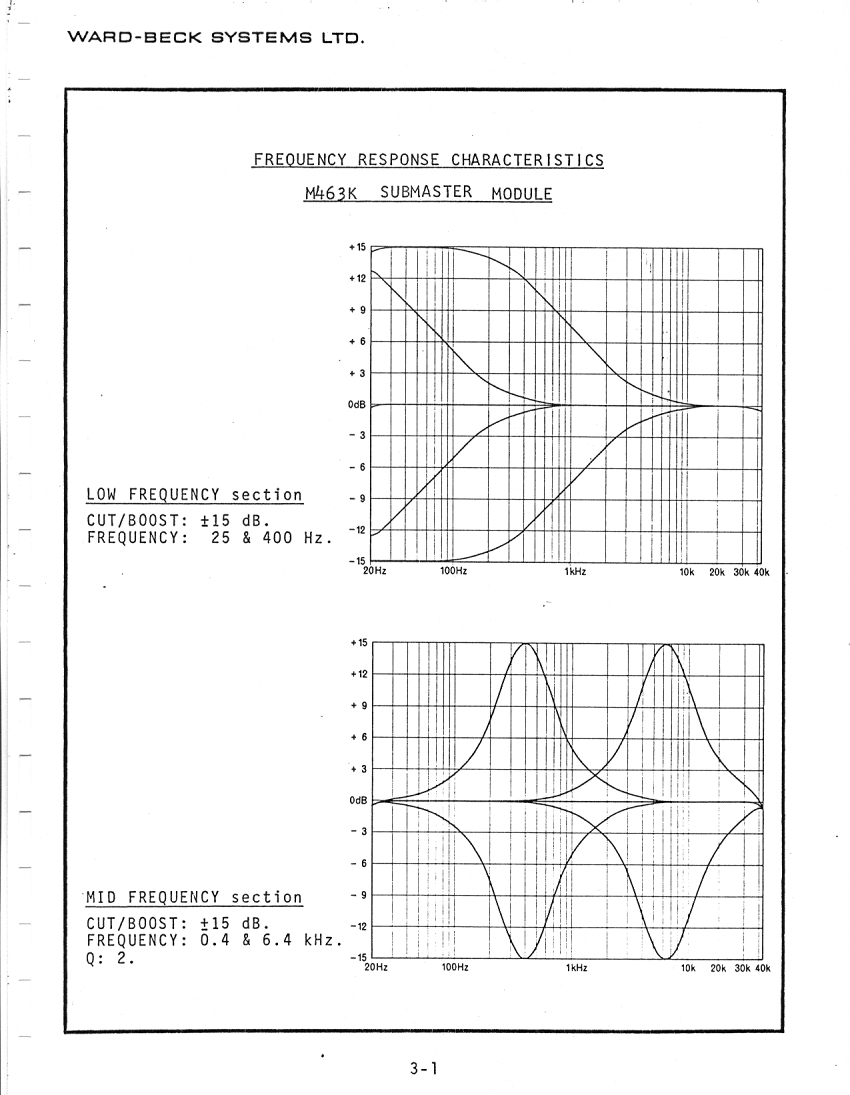 WARD-BECK SYSTEMS LTD.
FREQUENCY RESPONSE CHARACTERISTICS
M463K SUBMASTER MODULE
+15
+12
+ 9
+ 6
+ 3
0dB
- 3
- 6
- 9
-12
-15
20Hz 100Hz 1kHz 10k 20k 30k 40k
LOW FREQUENCY section
CUT/BOOST: ±15 dB.
FREQUENCY: 25 & 400 Hz.
+15
+12
+ 9
+ 6
+ 3
0dB
- 3
- 6
- 9
-12
-15
20Hz 100Hz 1kHz 10k 20k 30k 40k
MID FREQUENCY section
CUT/BOOST: ±15 dB.
FREQUENCY: 0.4 & 6.4 kHz.
Q: 2.
3-1